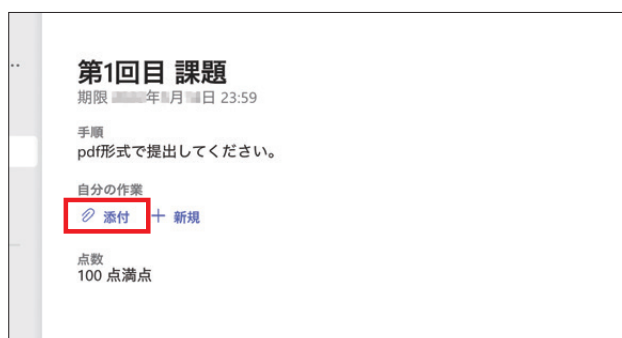 第1回目 課題
期限 年 月 日 23:59
手順
pdf形式で提出してください。
自分の作業
添付 + 新規
点数
100 点満点